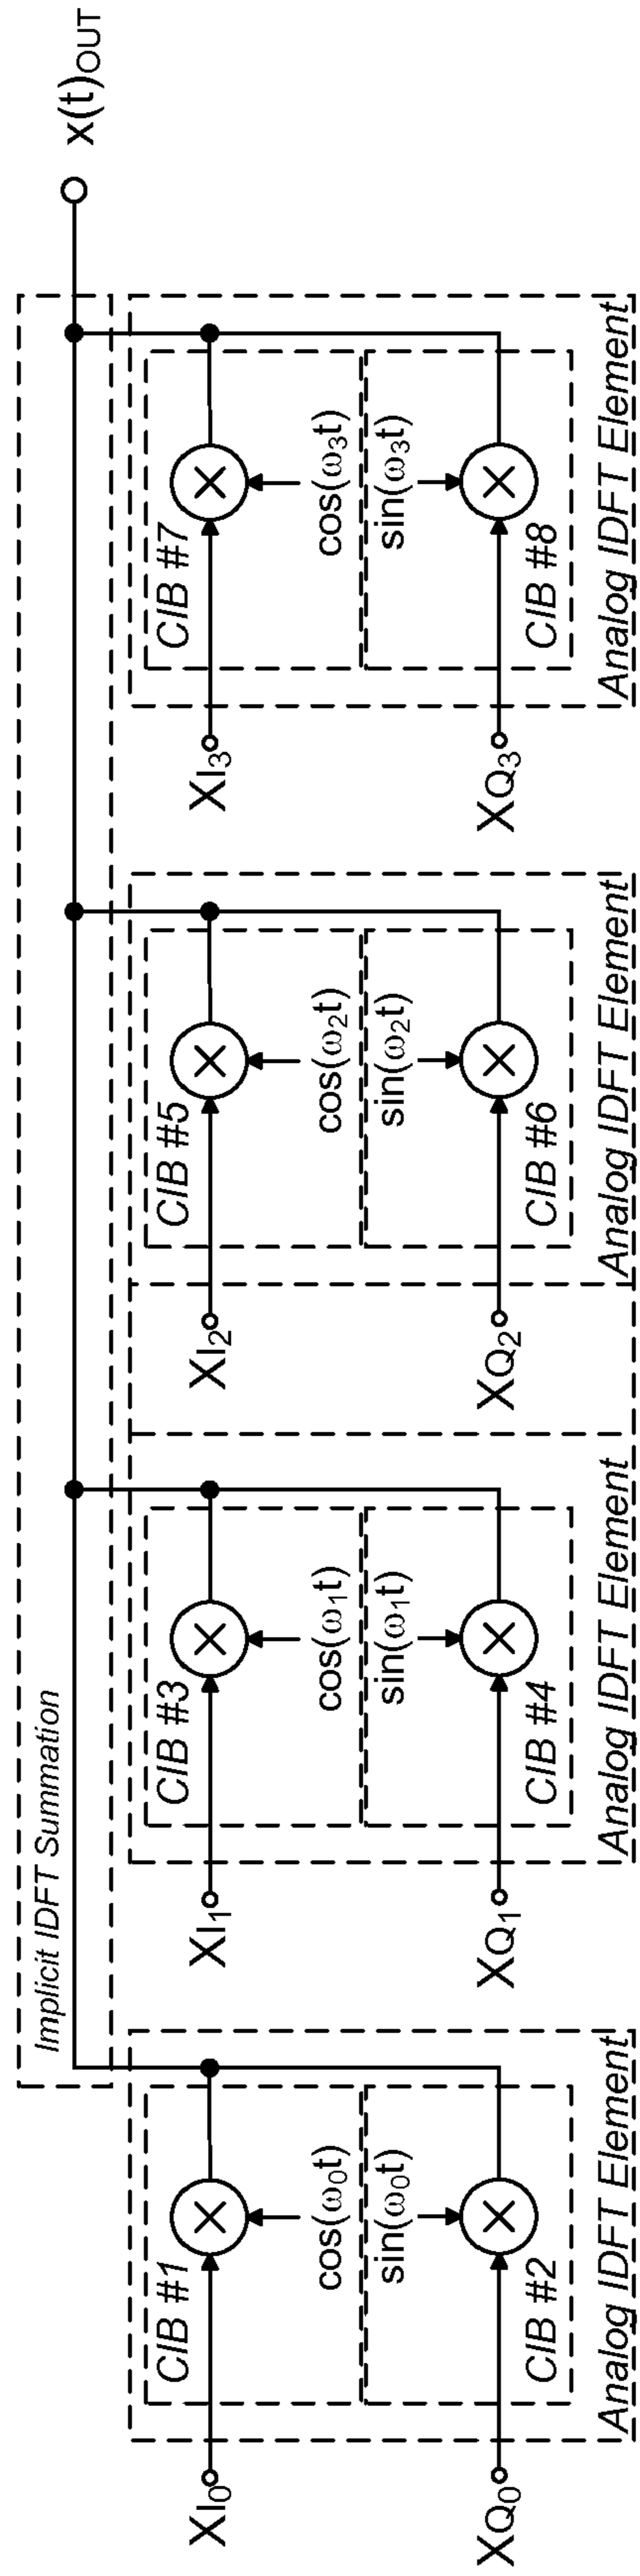 Implicit IDFT Summation
x(t)OUT
XI0
CIB #1
cos(ω0t)
sin(ω0t)
CIB #2
XQ0
Analog IDFT Element
XI1
CIB #3
cos(ω1t)
sin(ω1t)
CIB #4
XQ1
Analog IDFT Element
XI2
CIB #5
cos(ω2t)
sin(ω2t)
CIB #6
XQ2
Analog IDFT Element
XI3
CIB #7
cos(ω3t)
sin(ω3t)
CIB #8
XQ3
Analog IDFT Element